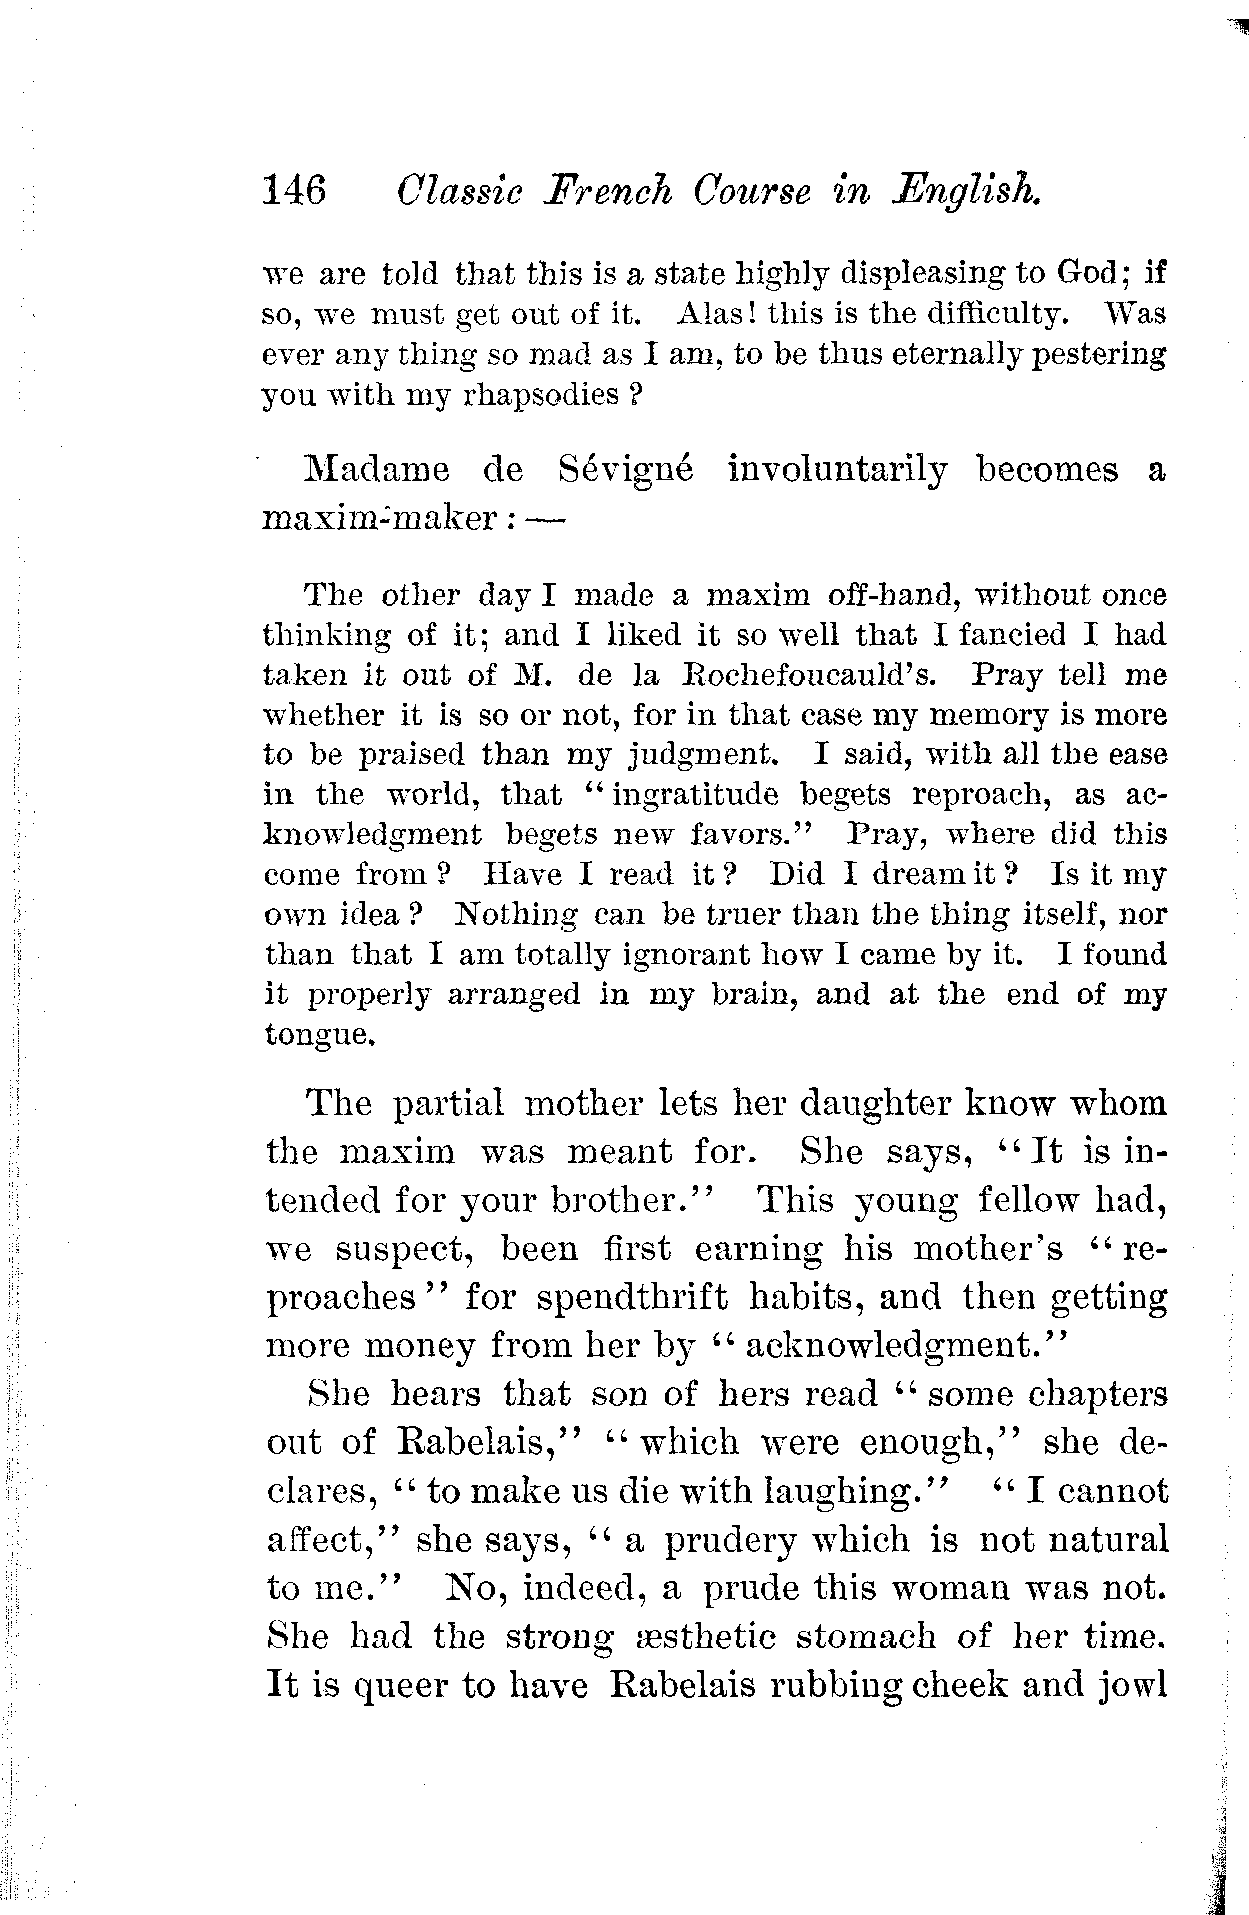 146 Classic French Course in English.
we are told that this is a state highly displeasing to God; if
so, we must get out of it. Alas! this is the difficulty. Was
ever any thing so mad as I am, to be thus eternally pestering
you with my rhapsodies ?
Madame de Sévigné involuntarily becomes a
maxim-maker : —
The other day I made a maxim off-hand, without once
thinking of it; and I liked it so well that I fancied I had
taken it out of M. de la Rochefoucauld's. Pray tell me
whether it is so or not, for in that case my memory is more
to be praised than my judgment. I said, with all the ease
in the world, that “ingratitude begets reproach, as ac-
knowledgment begets new favors.” Pray, where did this
come from ? Have I read it ? Did I dream it ? Is it my
own idea ? Nothing can be truer than the thing itself, nor
than that I am totally ignorant how I came by it. I found
it properly arranged in my brain, and at the end of my
tongue.
The partial mother lets her daughter know whom
the maxim was meant for. She says, “It is in-
tended for your brother.” This young fellow had,
we suspect, been first earning his mother's “re-
proaches” for spendthrift habits, and then getting
more money from her by “acknowledgment.”
She hears that son of hers read “some chapters
out of Rabelais,” “which were enough,” she de-
clares, “to make us die with laughing.” “I cannot
affect,” she says, “a prudery which is not natural
to me.” No, indeed, a prude this woman was not.
She had the strong æsthetic stomach of her time.
It is queer to have Rabelais rubbing cheek and jowl